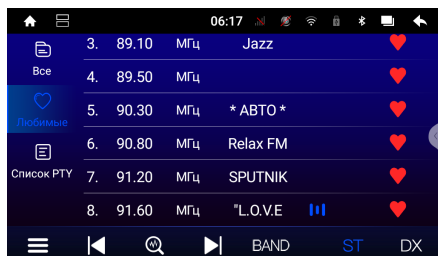 06:17
3. 89.10 МГц Jazz
Все
4. 89.50 МГц
Любимые
5. 90.30 МГц * АВТО *
6. 90.80 МГц Relax FM
Список PTY
7. 91.20 МГц SPUTNIK
8. 91.60 МГц "L.O.V.E
BAND ST DX